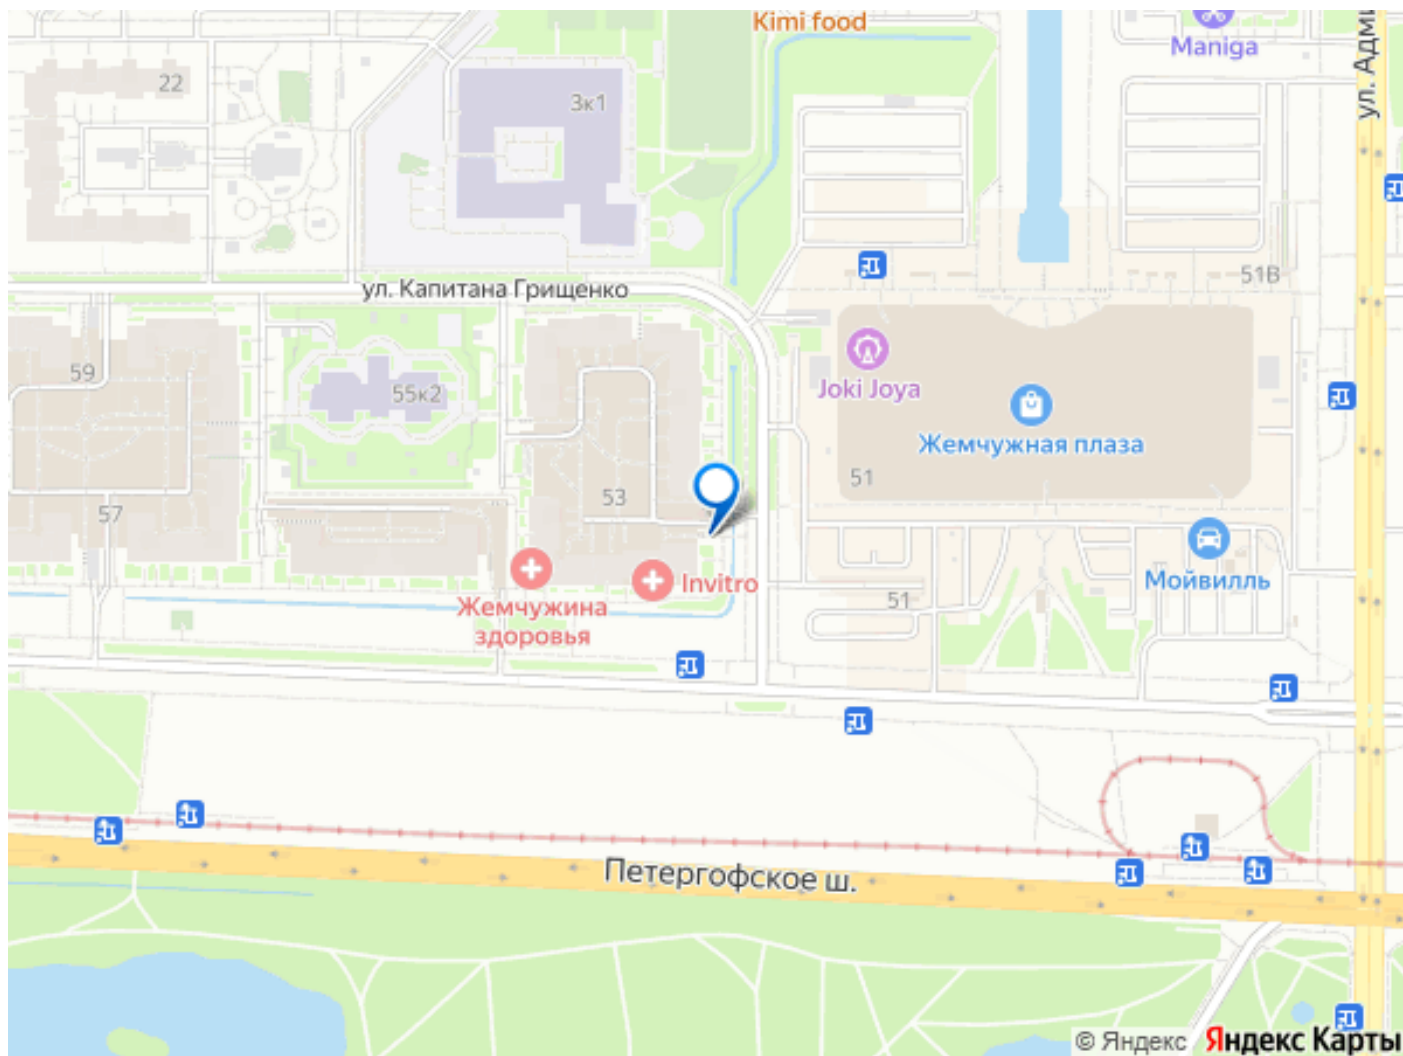 Kimi food
Maniga
ул. Адми
22
3к1
51В
ул. Капитана Грищенко
59
55к2
Joki Joya
Жемчужная плаза
51
53
57
Invitro
Жемчужина
здоровья
Мойвилль
51
Петергофское ш.
© Яндекс Яндекс Карты